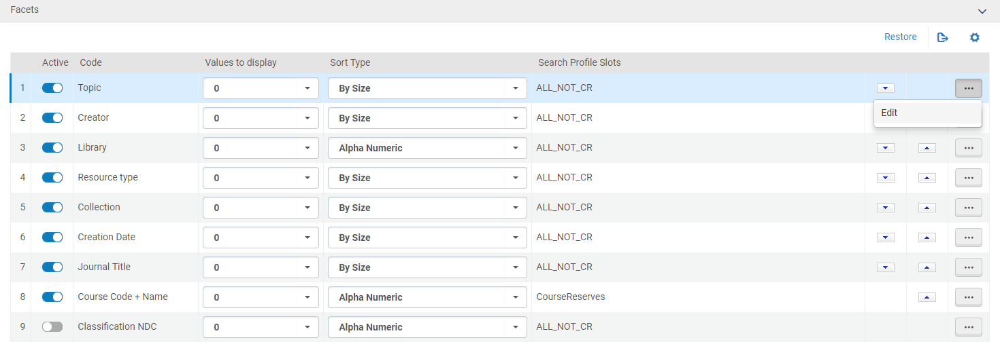 Facets
Restore
Active Code Values to display Sort Type Search Profile Slots
1 Topic 0 By Size ALL_NOT_CR
Edit
2 Creator 0 By Size ALL_NOT_CR
3 Library 0 Alpha Numeric ALL_NOT_CR
4 Resource type 0 By Size ALL_NOT_CR
5 Collection 0 By Size ALL_NOT_CR
6 Creation Date 0 By Size ALL_NOT_CR
7 Journal Title 0 By Size ALL_NOT_CR
8 Course Code + Name 0 Alpha Numeric CourseReserves
9 Classification NDC 0 Alpha Numeric ALL_NOT_CR